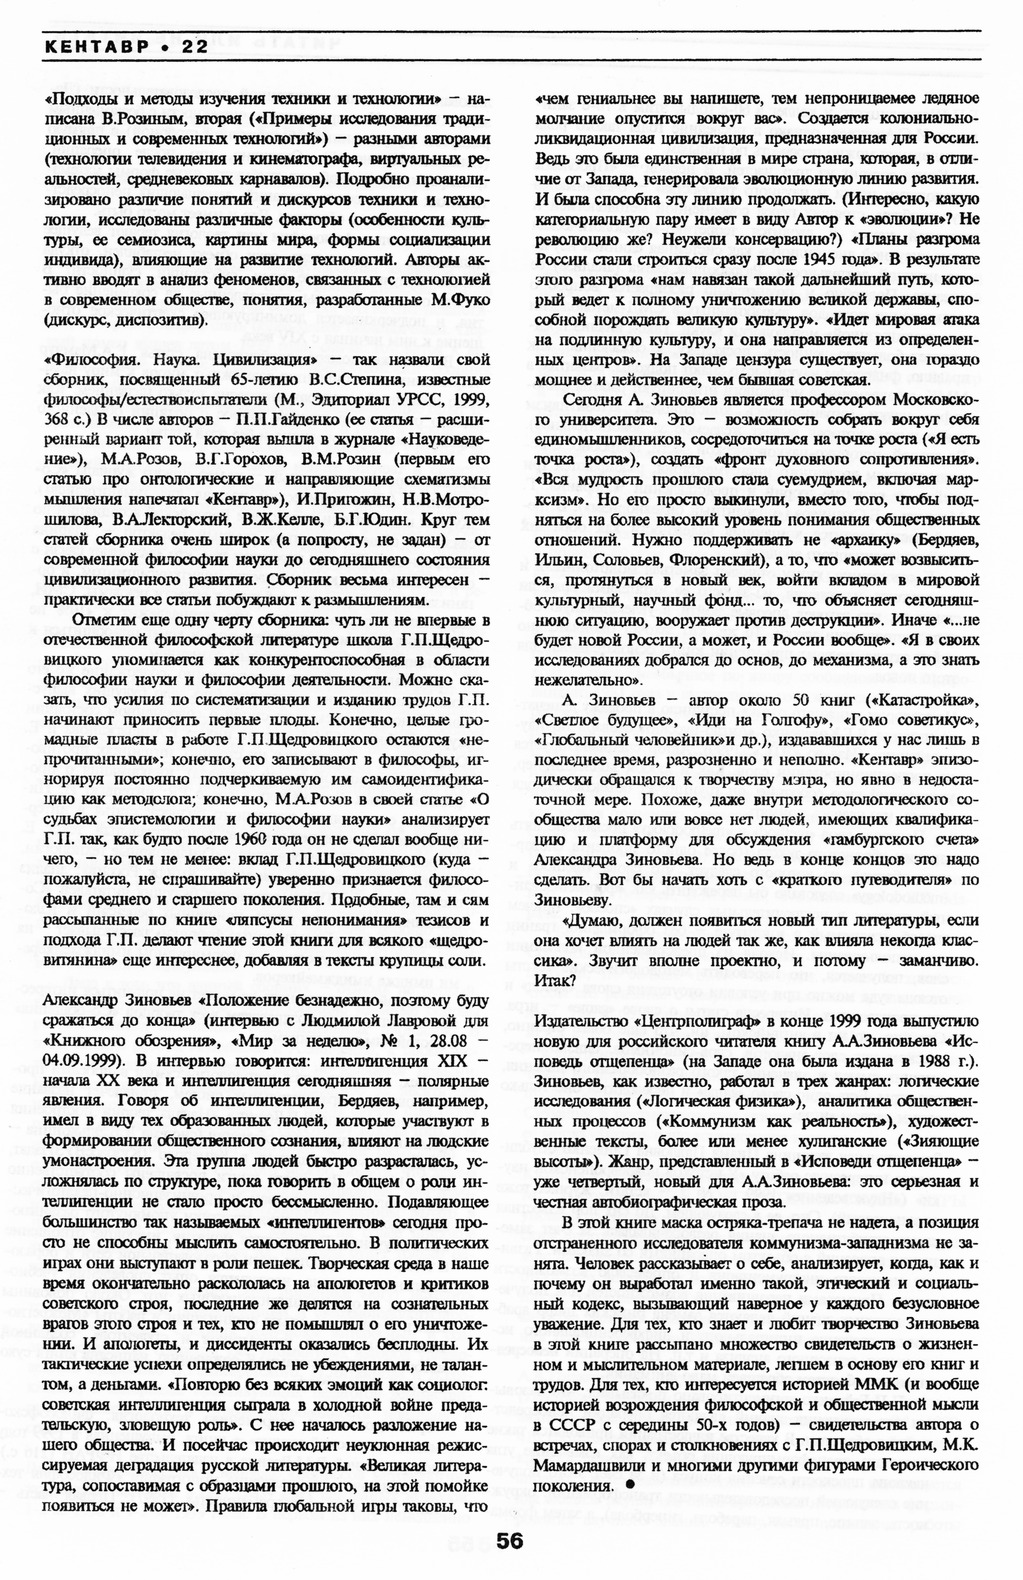 КЕНТАВР • 22
«Подходы и методы изучения техники и технологии» — на-
писана В.Розиным, вторая («Примеры исследования тради-
ционных и современных технологий») — разными авторами
(технологии телевидения и кинематографа, виртуальных ре-
альностей, средневековых карнавалов). Подробно проанали-
зировано различие понятий и дискурсов техники и техно-
логии, исследованы различные факторы (особенности куль-
туры, ее семиозиса, картины мира, формы социализации
индивида), влияющие на развитие технологий. Авторы ак-
тивно вводят в анализ феноменов, связанных с технологией
в современном обществе, понятия, разработанные М.Фуко
(дискурс, диспозитив).
«Философия. Наука. Цивилизация» — так назвали свой
сборник, посвященный 65-летию В.С.Степина, известные
философы/естествоиспытатели (М., Эдиториал УРСС, 1999,
368 с.) В числе авторов — П.П.Гайденко (ее статья — расши-
ренный вариант той, которая вышла в журнале «Науковеде-
ние»), М.А.Розов, В.Г.Горохов, В.М.Розин (первым его
статью про онтологические и направляющие схематизмы
мышления напечатал «Кентавр»), И.Пригожин, Н.В.Мотро-
шилова, В.А.Лекторский, В.Ж.Келле, Б.Г.Юдин. Круг тем
статей сборника очень широк (а попросту, не задан) — от
современной философии науки до сегодняшнего состояния
цивилизационного развития. Сборник весьма интересен —
практически все статьи побуждают к размышлениям.
Отметим еще одну черту сборника: чуть ли не впервые в
отечественной философской литературе школа Г.П.Щедро-
вицкого упоминается как конкурентоспособная в области
философии науки и философии деятельности. Можно ска-
зать, что усилия по систематизации и изданию трудов Г.П.
начинают приносить первые плоды. Конечно, целые гро-
мадные пласты в работе Г.П.Щедровицкого остаются «не-
прочитанными»; конечно, его записывают в философы, иг-
норируя постоянно подчеркиваемую им самоидентифика-
цию как методолога; конечно, М.А.Розов в своей статье «О
судьбах эпистемологии и философии науки» анализирует
Г.П. так, как будто после 1960 года он не сделал вообще ни-
чего, — но тем не менее: вклад Г.П.Щедровицкого (куда —
пожалуйста, не спрашивайте) уверенно признается филосо-
фами среднего и старшего поколения. Подобные, там и сям
рассыпанные по книге «ляпсусы непонимания» тезисов и
подхода Г.П. делают чтение этой книги для всякого «щедро-
витянина» еще интереснее, добавляя в тексты крупицы соли.
Александр Зиновьев «Положение безнадежно, поэтому буду
сражаться до конца» (интервью с Людмилой Лавровой для
«Книжного обозрения», «Мир за неделю», № 1, 28.08 –
04.09.1999). В интервью говорится: интеллигенция XIX —
начала XX века и интеллигенция сегодняшняя — полярные
явления. Говоря об интеллигенции, Бердяев, например,
имел в виду тех образованных людей, которые участвуют в
формировании общественного сознания, влияют на людские
умонастроения. Эта группа людей быстро разрасталась, ус-
ложнялась по структуре, пока говорить в общем о роли ин-
теллигенции не стало просто бессмысленно. Подавляющее
большинство так называемых «интеллигентов» сегодня про-
сто не способны мыслить самостоятельно. В политических
играх они выступают в роли пешек. Творческая среда в наше
время окончательно раскололась на апологетов и критиков
советского строя, последние же делятся на сознательных
врагов этого строя и тех, кто не помышлял о его уничтоже-
нии. И апологеты, и диссиденты оказались бесплодны. Их
тактические успехи определялись не убеждениями, не талан-
том, а деньгами. «Повторю без всяких эмоций как социолог:
советская интеллигенция сыграла в холодной войне преда-
тельскую, зловещую роль». С нее началось разложение на-
шего общества. И посейчас происходит неуклонная режис-
сируемая деградация русской литературы. «Великая литера-
тура, сопоставимая с образцами прошлого, на этой помойке
появиться не может». Правила глобальной игры таковы, что
«чем гениальнее вы напишете, тем непроницаемее ледяное
молчание опустится вокруг вас». Создается колониально-
ликвидационная цивилизация, предназначенная для России.
Ведь это была единственная в мире страна, которая, в отли-
чие от Запада, генерировала эволюционную линию развития.
И была способна эту линию продолжать. (Интересно, какую
категориальную пару имеет в виду Автор к «эволюции»? Не
революцию же? Неужели консервацию?) «Планы разгрома
России стали строиться сразу после 1945 года». В результате
этого разгрома «нам навязан такой дальнейший путь, кото-
рый ведет к полному уничтожению великой державы, спо-
собной порождать великую культуру». «Идет мировая атака
на подлинную культуру, и она направляется из определен-
ных центров». На Западе цензура существует, она гораздо
мощнее и действеннее, чем бывшая советская.
Сегодня А. Зиновьев является профессором Московско-
го университета. Это — возможность собрать вокруг себя
единомышленников, сосредоточиться на точке роста («Я есть
точка роста»), создать «фронт духовного сопротивления».
«Вся мудрость прошлого стала суемудрием, включая мар-
ксизм». Но его просто выкинули, вместо того, чтобы под-
няться на более высокий уровень понимания общественных
отношений. Нужно поддерживать не «архаику» (Бердяев,
Ильин, Соловьев, Флоренский), а то, что «может возвысить-
ся, протянуться в новый век, войти вкладом в мировой
культурный, научный фонд... то, что объясняет сегодняш-
нюю ситуацию, вооружает против деструкции». Иначе «...не
будет новой России, а может, и России вообще». «Я в своих
исследованиях добрался до основ, до механизма, а это знать
нежелательно».
А. Зиновьев — автор около 50 книг («Катастройка»,
«Светлое будущее», «Иди на Голгофу», «Гомо советикус»,
«Глобальный человейник»и др.), издававшихся у нас лишь в
последнее время, разрозненно и неполно. «Кентавр» эпизо-
дически обращался к творчеству мэтра, но явно в недоста-
точной мере. Похоже, даже внутри методологического со-
общества мало или вовсе нет людей, имеющих квалифика-
цию и платформу для обсуждения «гамбургского счета»
Александра Зиновьева. Но ведь в конце концов это надо
сделать. Вот бы начать хоть с «краткого путеводителя» по
Зиновьеву.
«Думаю, должен появиться новый тип литературы, если
она хочет влиять на людей так же, как влияла некогда клас-
сика». Звучит вполне проектно, и потому — заманчиво.
Итак?
Издательство «Центрполиграф» в конце 1999 года выпустило
новую для российского читателя книгу А.А.Зиновьева «Ис-
поведь отщепенца» (на Западе она была издана в 1988 г.).
Зиновьев, как известно, работал в трех жанрах: логические
исследования («Логическая физика»), аналитика обществен-
ных процессов («Коммунизм как реальность»), художест-
венные тексты, более или менее хулиганские («Зияющие
высоты»). Жанр, представленный в «Исповеди отщепенца» —
уже четвертый, новый для А.А.Зиновьева: это серьезная и
честная автобиографическая проза.
В этой книге маска остряка-трепача не надета, а позиция
отстраненного исследователя коммунизма-западнизма не за-
нята. Человек рассказывает о себе, анализирует, когда, как и
почему он выработал именно такой, этический и социаль-
ный кодекс, вызывающий наверное у каждого безусловное
уважение. Для тех, кто знает и любит творчество Зиновьева
в этой книге рассыпано множество свидетельств о жизнен-
ном и мыслительном материале, легшем в основу его книг и
трудов. Для тех, кто интересуется историей ММК (и вообще
историей возрождения философской и общественной мысли
в СССР с середины 50-х годов) — свидетельства автора о
встречах, спорах и столкновениях с Г.П.Щедровицким, М.К.
Мамардашвили и многими другими фигурами Героического
поколения. •
56